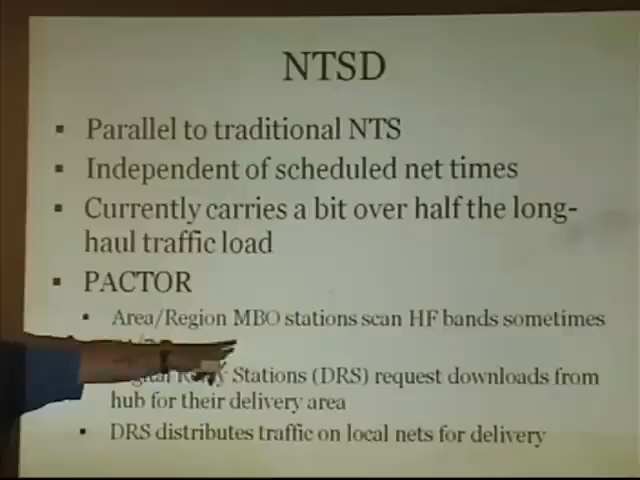 NTSD
▪ Parallel to traditional NTS
▪ Independent of scheduled net times
▪ Currently carries a bit over half the long-
haul traffic load
▪ PACTOR
▪ Area/Region MBO stations scan HF bands sometimes
Stations (DRS) request downloads from
hub for their delivery area
▪ DRS distributes traffic on local nets for delivery